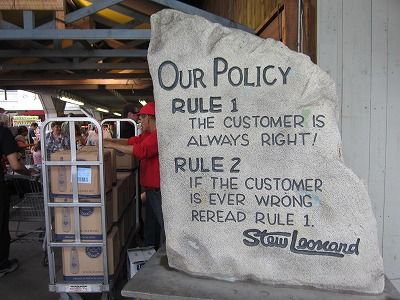 OUR POLICY
RULE 1
THE CUSTOMER IS
ALWAYS RIGHT!
RULE 2
IF THE CUSTOMER
IS EVER WRONG
REREAD RULE 1.
Stew Leonard